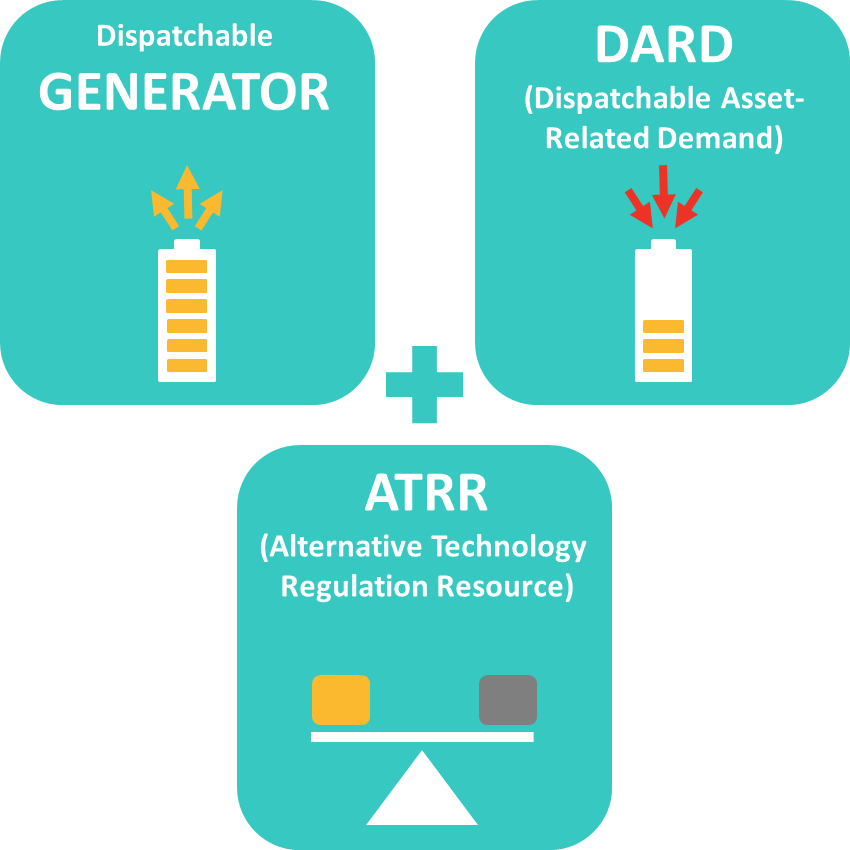 Dispatchable
GENERATOR
DARD
(Dispatchable Asset-
Related Demand)
ATRR
(Alternative Technology
Regulation Resource)